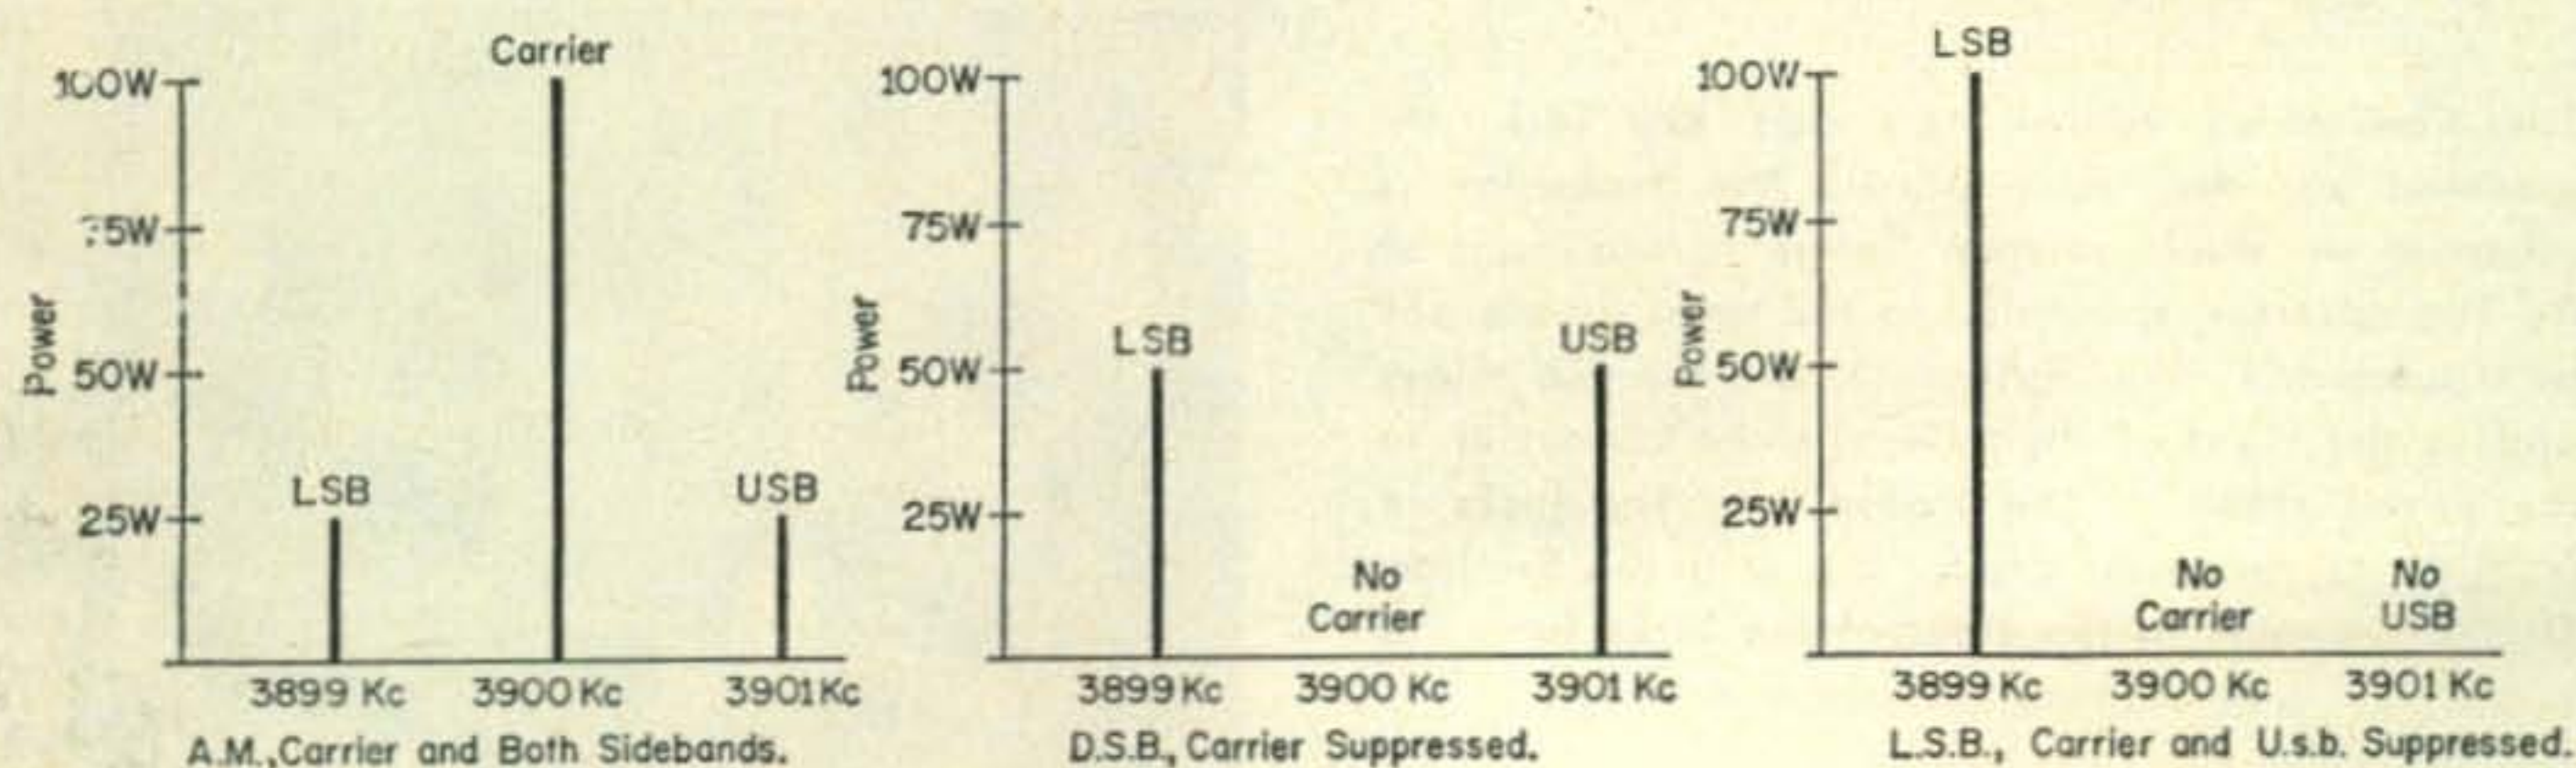 Carrier
100W
75W
Power
50W
LSB
USB
25W
3899 Kc 3900 Kc 3901 Kc
A.M., Carrier and Both Sidebands.
100W
75W
Power
LSB
USB
50W
25W
No
Carrier
3899 Kc 3900 Kc 3901 Kc
D.S.B., Carrier Suppressed.
LSB
100W
75W
Power
50W
25W
No
Carrier
No
USB
3899 Kc 3900 Kc 3901 Kc
L.S.B., Carrier and U.s.b. Suppressed.